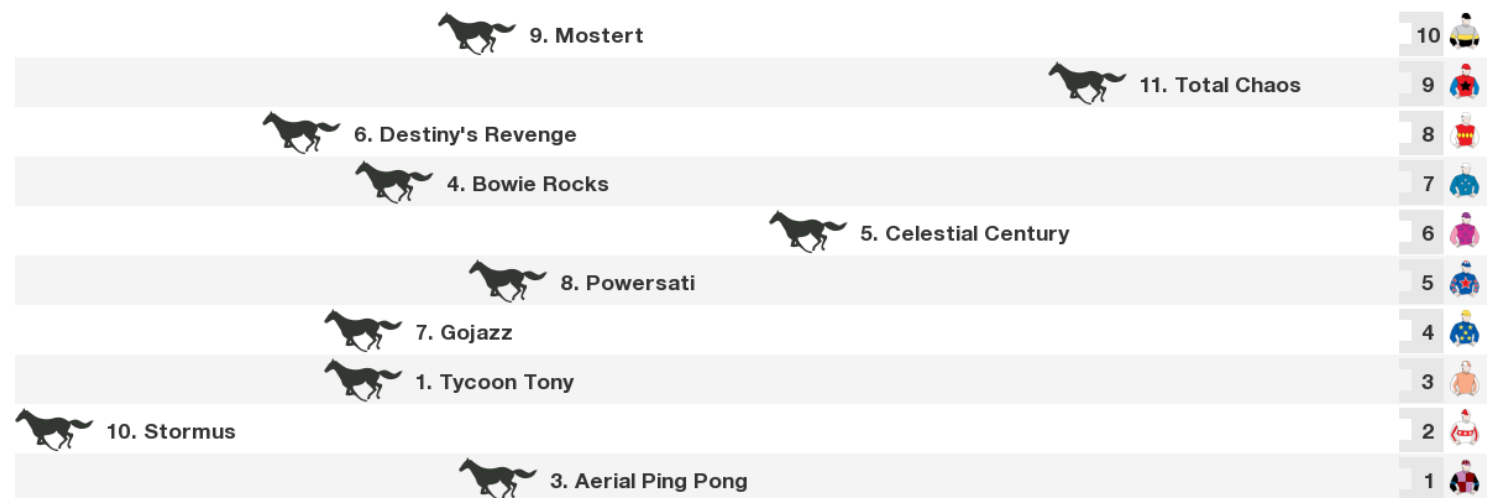 9. Mostert 10
11. Total Chaos 9
6. Destiny's Revenge 8
4. Bowie Rocks 7
5. Celestial Century 6
8. Powersati 5
7. Gojazz 4
1. Tycoon Tony 3
10. Stormus 2
3. Aerial Ping Pong 1